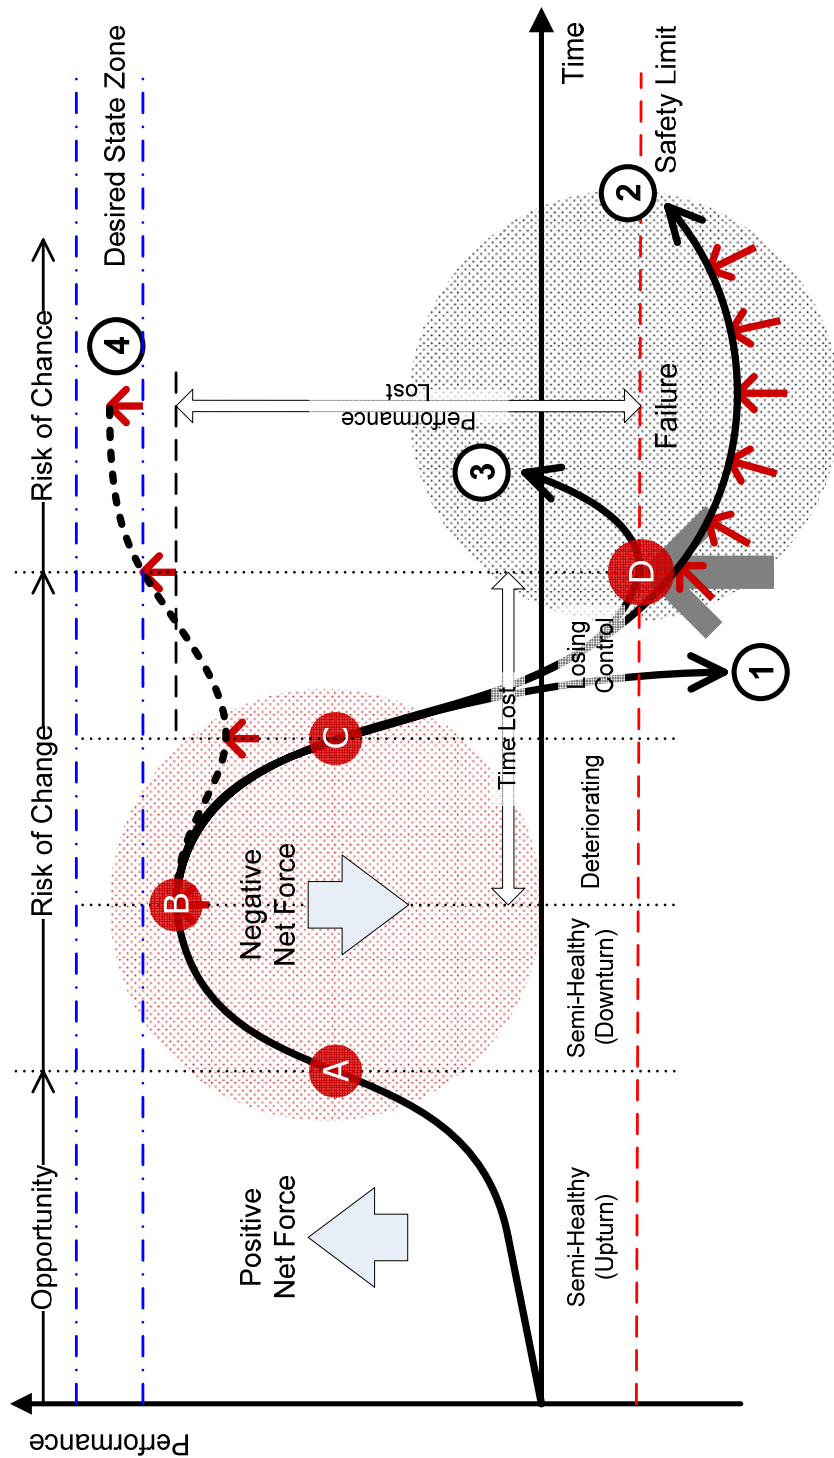 Performance
Opportunity
Risk of Change
Risk of Chance
Desired State Zone
4
B
Performance
Lost
Positive
Net Force
Negative
Net Force
A
C
3
Time Lost
Time
Semi-Healthy
(Upturn)
Semi-Healthy
(Downturn)
Deteriorating
Losing
Control
D
2
Failure
Safety Limit
1